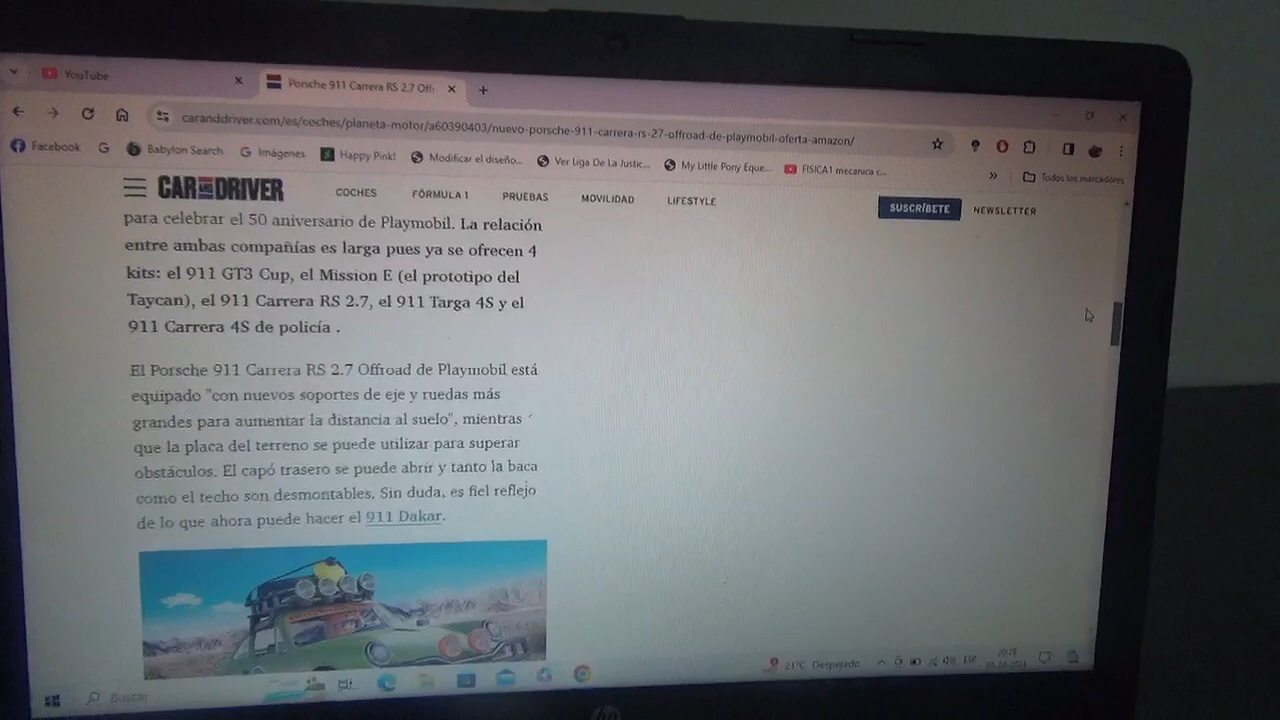 YouTube
Porsche 911 Carrera RS 2.7 Offr
caranddriver.com/es/coches/planeta-motor/a60390403/nuevo-porsche-911-carrera-rs-27-offroad-de-playmobil-oferta-amazon/
Facebook
Babylon Search
Imágenes
Happy Pink!
Modificar el diseño...
Ver Liga De La Justic...
My Little Pony Eque...
FISICA1 mecanica c...
»
Todos los marcadores
CAR AND DRIVER
COCHES
FÓRMULA 1
PRUEBAS
MOVILIDAD
LIFESTYLE
SUSCRÍBETE
NEWSLETTER
para celebrar el 50 aniversario de Playmobil. La relación
entre ambas compañías es larga pues ya se ofrecen 4
kits: el 911 GT3 Cup, el Mission E (el prototipo del
Taycan), el 911 Carrera RS 2.7, el 911 Targa 4S y el
911 Carrera 4S de policía .
El Porsche 911 Carrera RS 2.7 Offroad de Playmobil está
equipado "con nuevos soportes de eje y ruedas más
grandes para aumentar la distancia al suelo", mientras
que la placa del terreno se puede utilizar para superar
obstáculos. El capó trasero se puede abrir y tanto la baca
como el techo son desmontables. Sin duda, es fiel reflejo
de lo que ahora puede hacer el 911 Dakar.
Buscar
21°C Despejado
ESP
hp